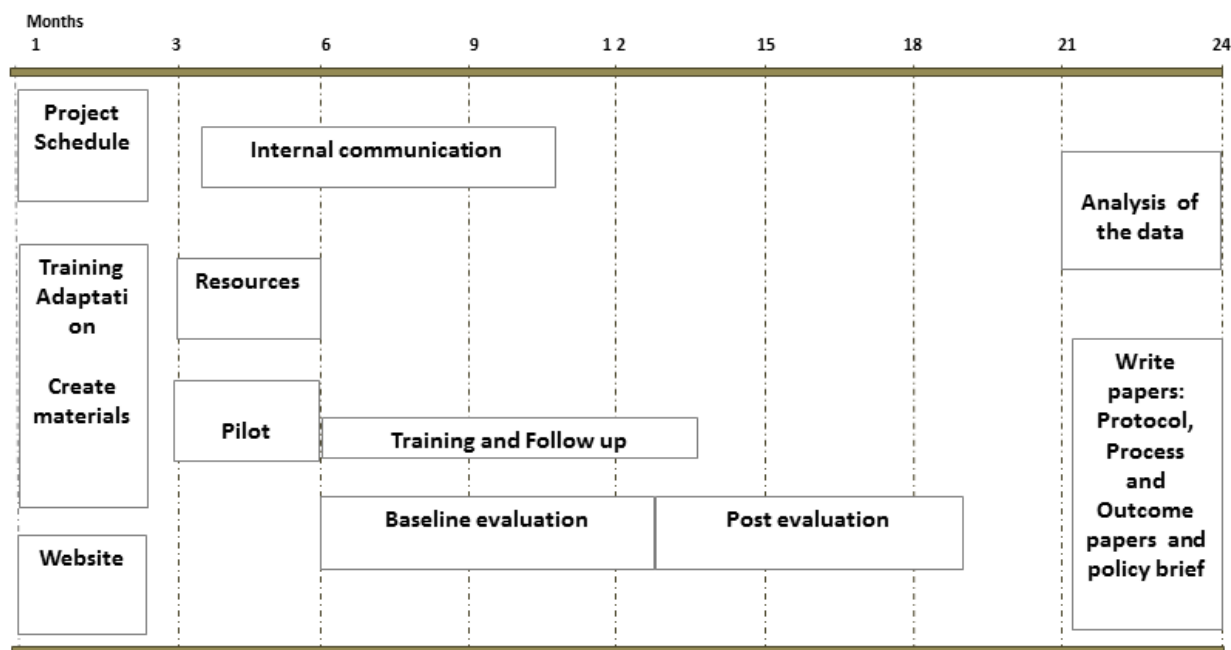 Months
1 3 6 9 1 2 15 18 21 24
Project
Schedule
Internal communication
Analysis of
the data
Training
Adaptati
on
Create
materials
Resources
Pilot
Training and Follow up
Baseline evaluation
Post evaluation
Website
Write
papers:
Protocol,
Process
and
Outcome
papers and
policy brief